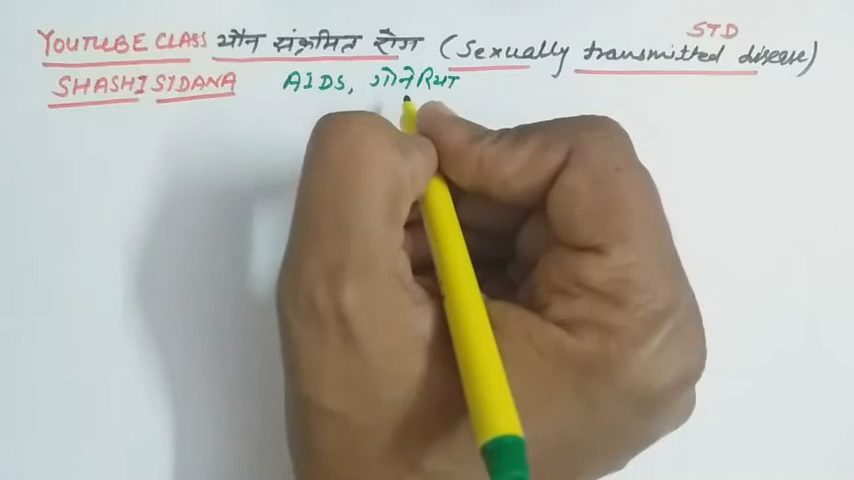 STD
YOUTUBE CLASS यौन संक्रमित रोग (Sexually transmitted disease)
SHASHI SIDANA AIDS, गोनेरिया